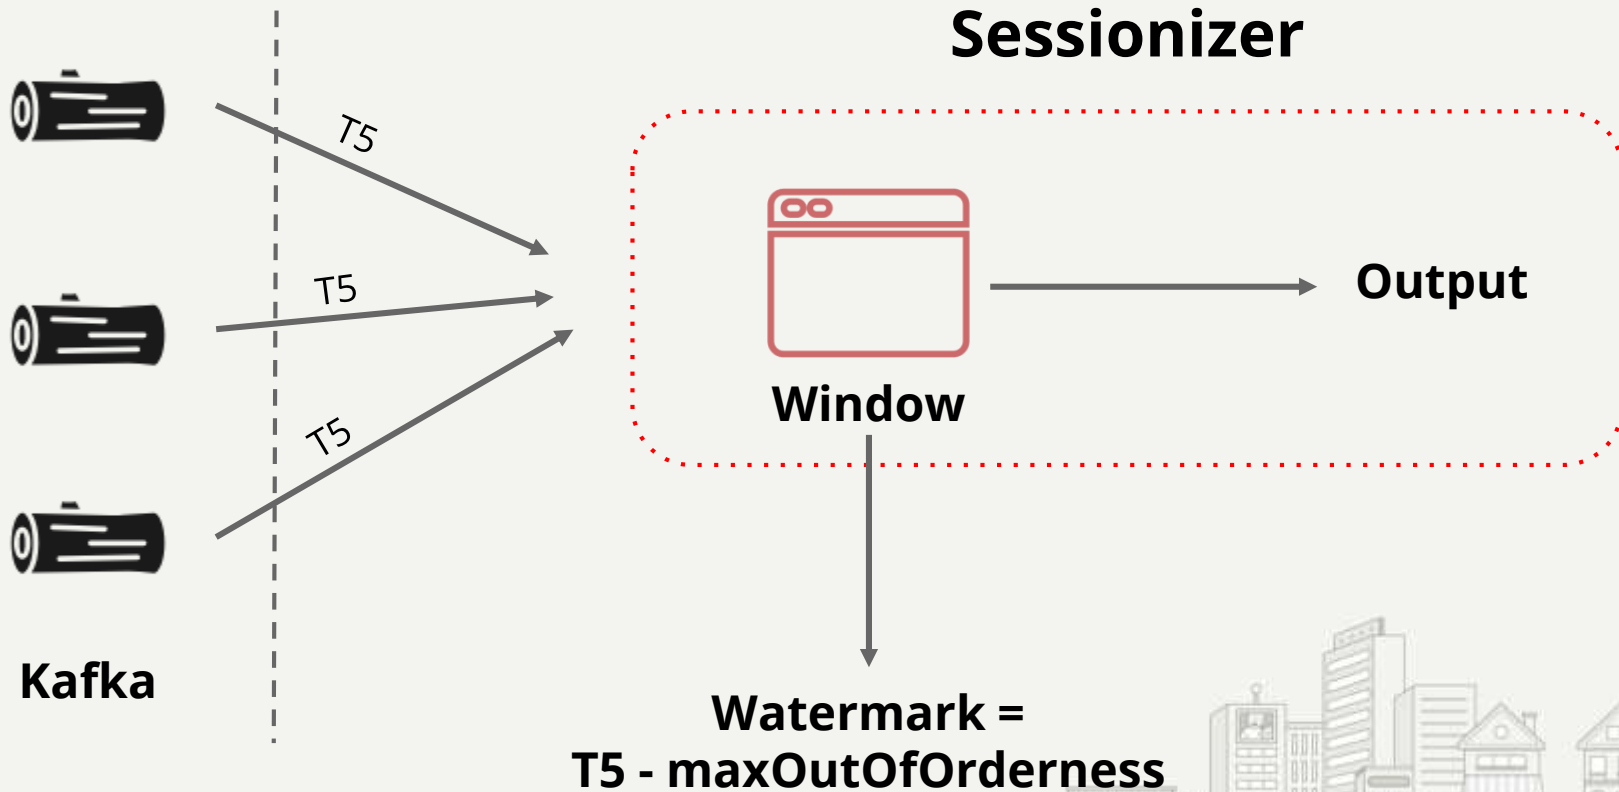 Sessionizer
T5
T5
T5
Output
Window
Kafka
Watermark =
T5 - maxOutOfOrderness